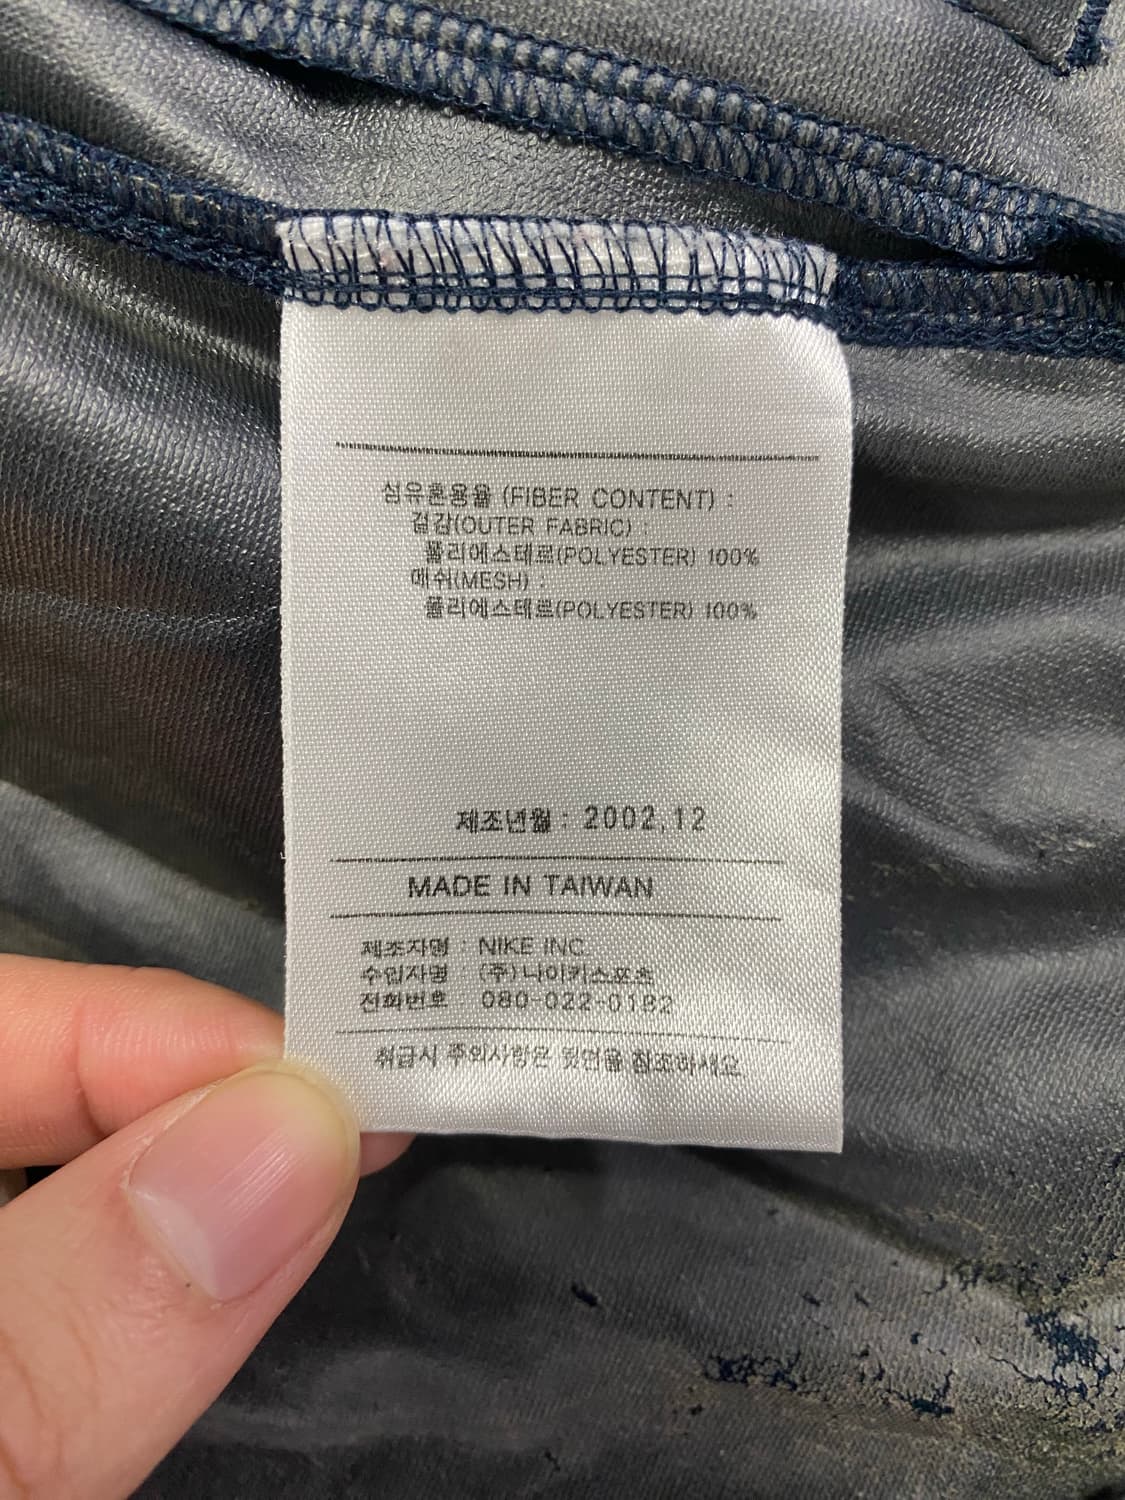 섬유혼용율 (FIBER CONTENT) :
겉감(OUTER FABRIC) :
폴리에스테르(POLYESTER) 100%
매쉬(MESH) :
폴리에스테르(POLYESTER) 100%
제조년월 : 2002.12
MADE IN TAIWAN
제조자명 : NIKE INC.
수입자명 : (주)나이키스포츠
전화번호 : 080-022-0182
취급시 주의사항은 뒷면을 참조하세요